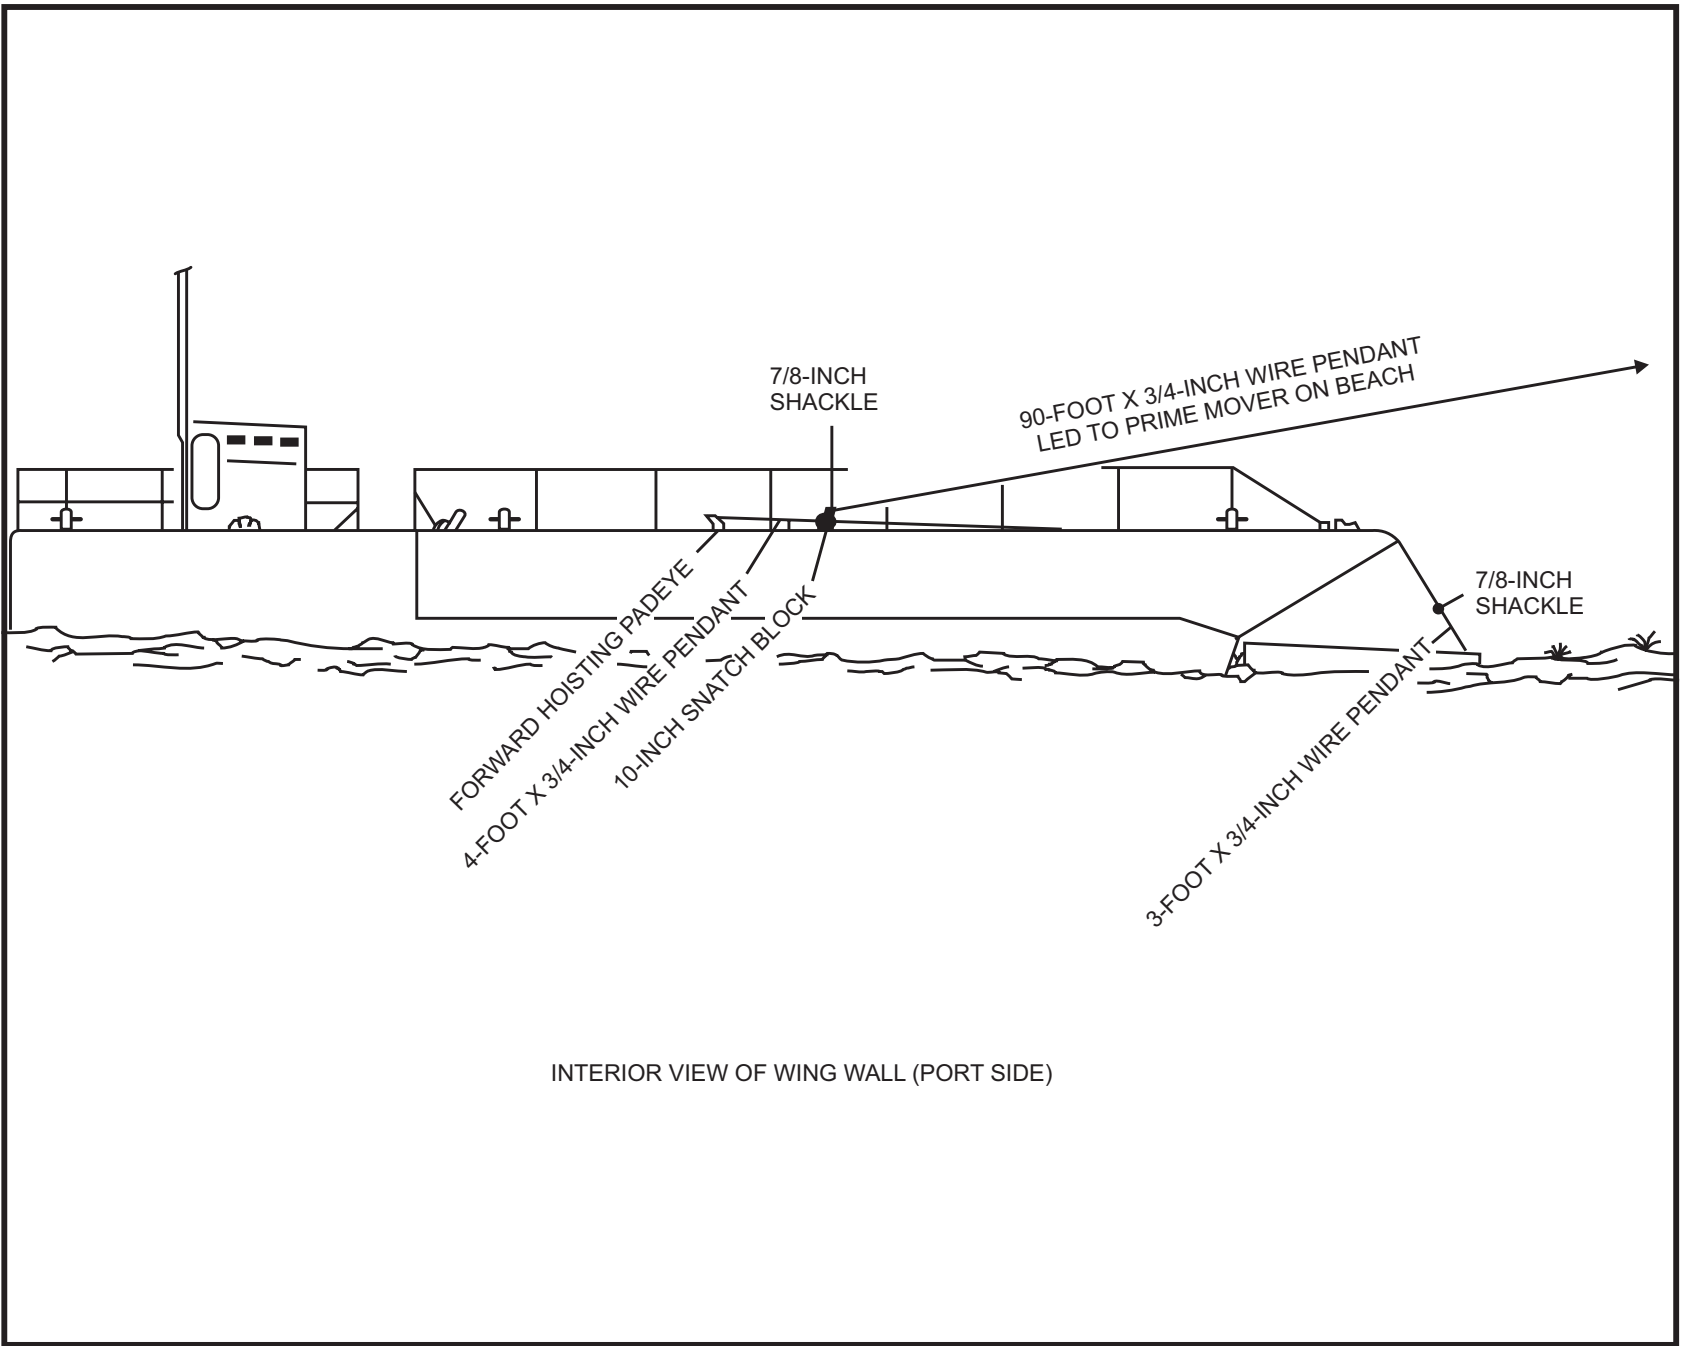 7/8-INCH
SHACKLE
90-FOOT X 3/4-INCH WIRE PENDANT
LED TO PRIME MOVER ON BEACH
7/8-INCH
SHACKLE
FORWARD HOISTING PADEYE
4-FOOT X 3/4-INCH WIRE PENDANT
10-INCH SNATCH BLOCK
3-FOOT X 3/4-INCH WIRE PENDANT
INTERIOR VIEW OF WING WALL (PORT SIDE)